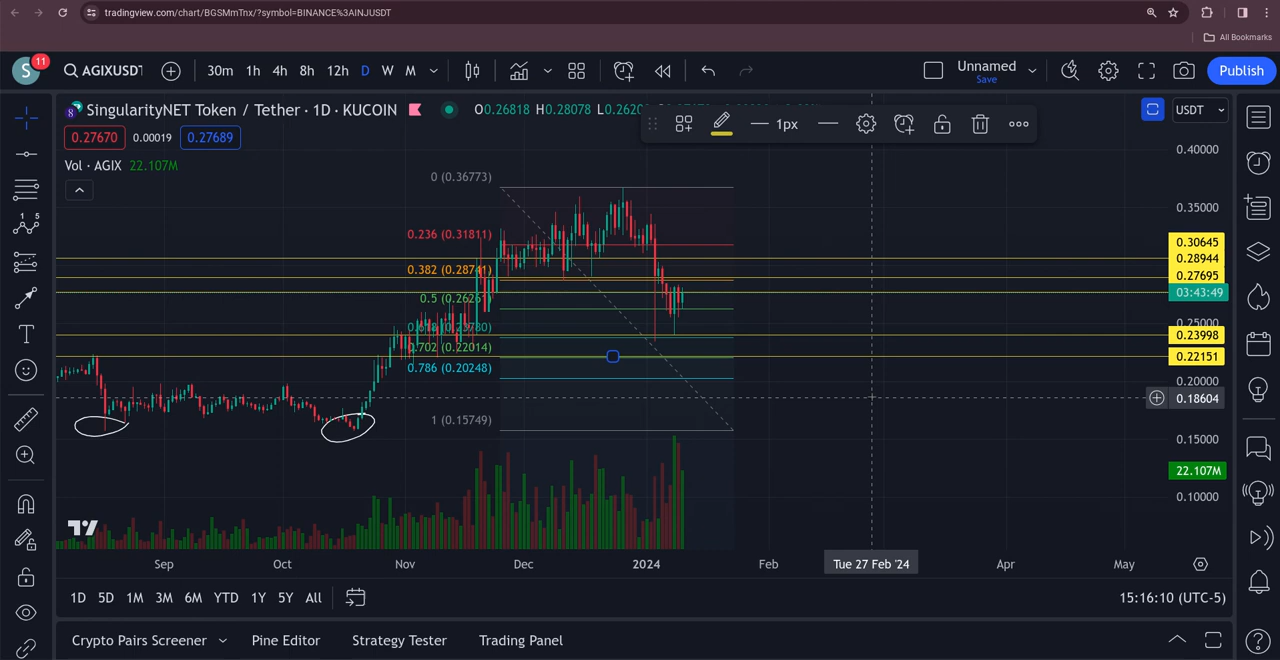 tradingview.com/chart/BGSMmTnx/?symbol=BINANCE%3AINJUSDT
All Bookmarks
S 11 AGIXUSDT 30m 1h 4h 8h 12h D W M Unnamed Save Publish
SingularityNET Token / Tether · 1D · KUCOIN O0.26818 H0.28078 USDT
0.27670 0.00019 0.27689 1px
Vol · AGIX 22.107M
0 (0.36773)
0.236 (0.31811)
0.382 (0.28741)
0.5 (0.26261)
0.618 (0.23780)
0.702 (0.22014)
0.786 (0.20248)
1 (0.15749)
0.40000
0.35000
0.30645
0.28944
0.27695
03:43:49
0.25000
0.23998
0.22151
0.20000
0.18604
0.15000
22.107M
0.10000
Sep Oct Nov Dec 2024 Feb Tue 27 Feb '24 Apr May
1D 5D 1M 3M 6M YTD 1Y 5Y All 15:16:10 (UTC-5)
Crypto Pairs Screener Pine Editor Strategy Tester Trading Panel